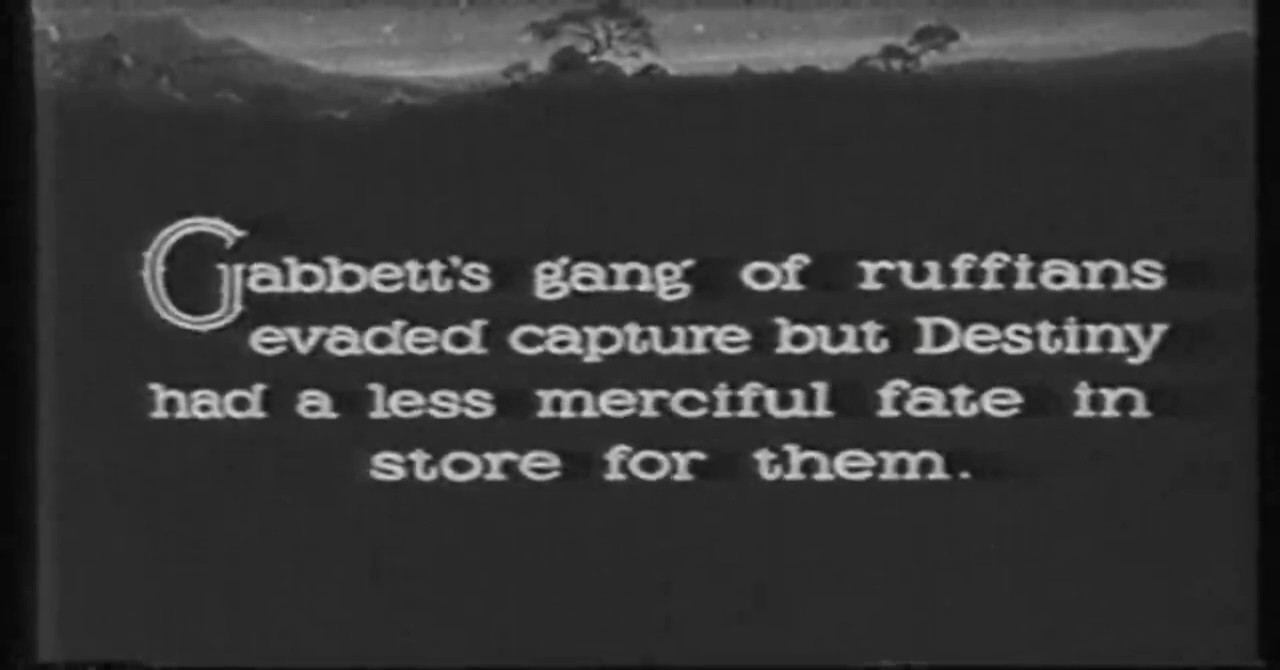 Gabbett's gang of ruffians
evaded capture but Destiny
had a less merciful fate in
store for them.